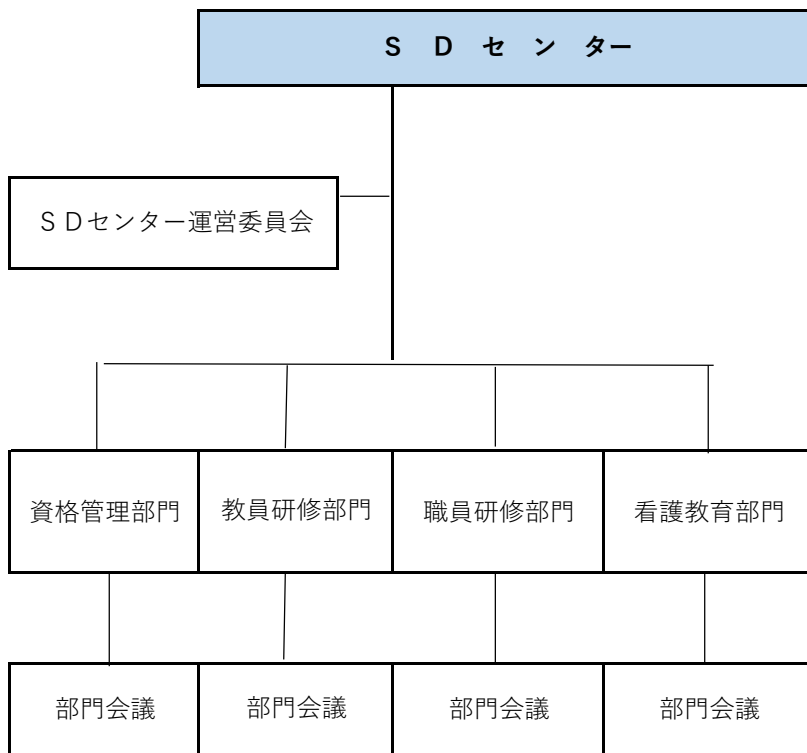 ＳＤセンター
ＳＤセンター運営委員会
資格管理部門
教員研修部門
職員研修部門
看護教育部門
部門会議
部門会議
部門会議
部門会議